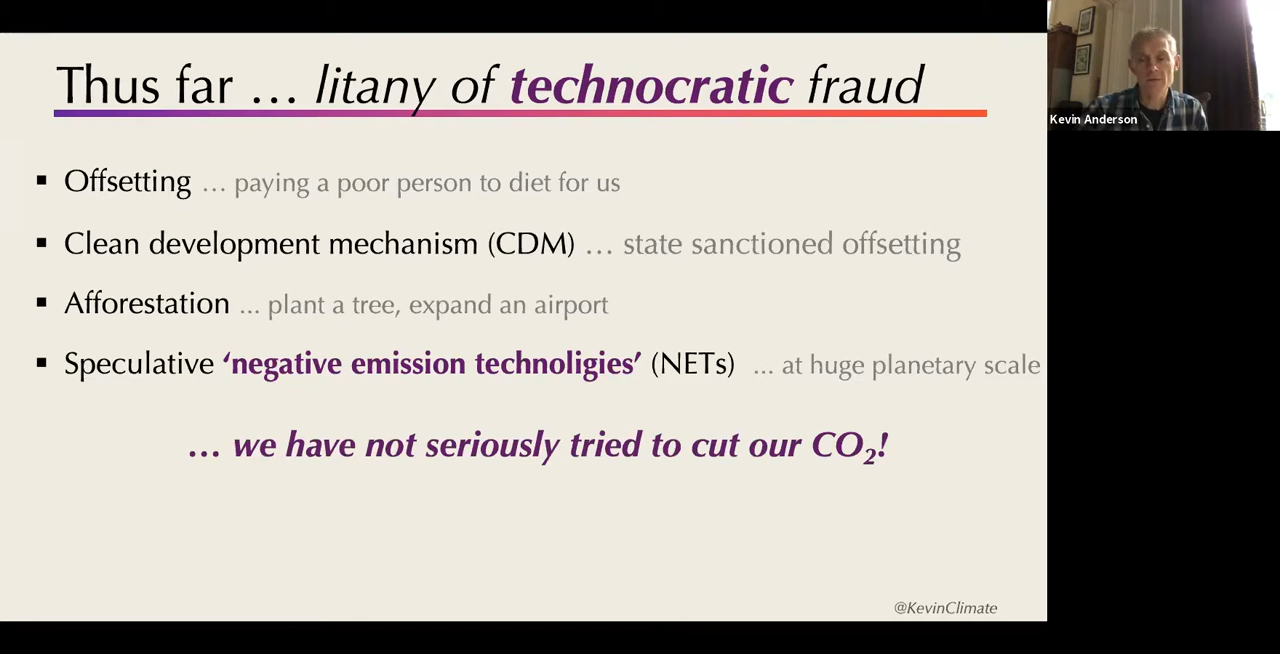 Thus far … litany of technocratic fraud
Kevin Anderson
▪ Offsetting … paying a poor person to diet for us
▪ Clean development mechanism (CDM) … state sanctioned offsetting
▪ Afforestation ... plant a tree, expand an airport
▪ Speculative ‘negative emission technoligies’ (NETs) ... at huge planetary scale
… we have not seriously tried to cut our CO₂!
@KevinClimate